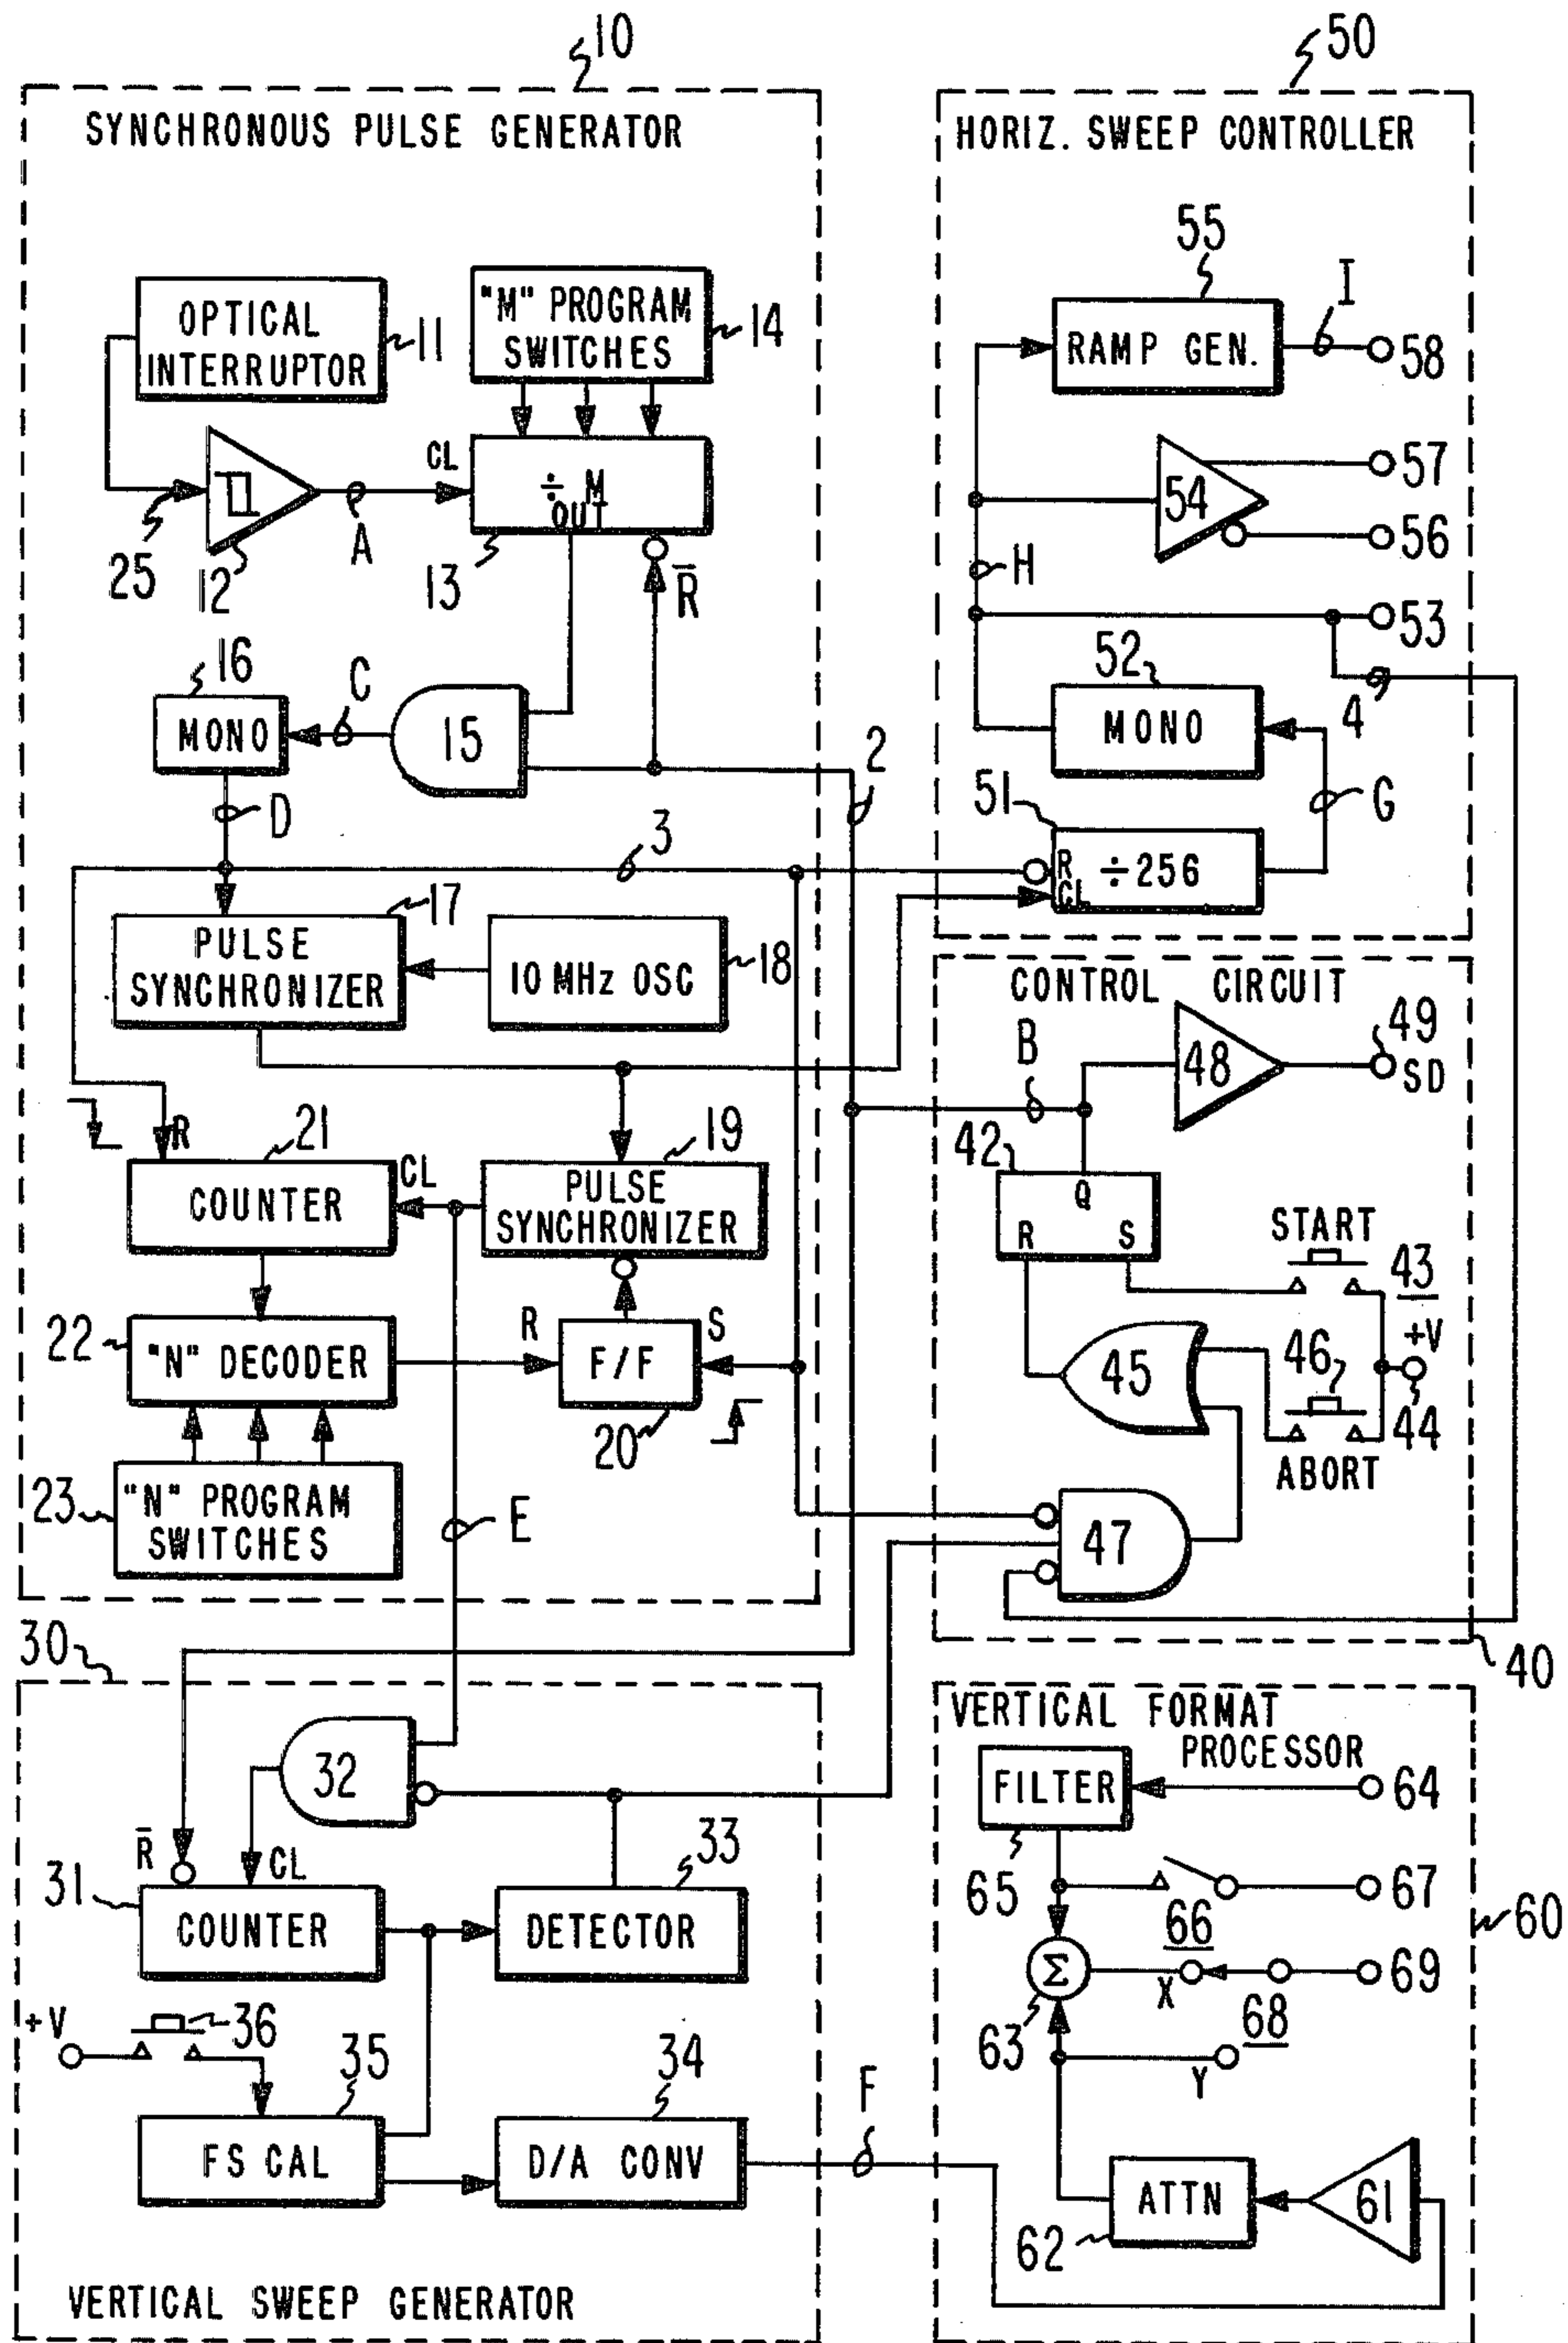 10
50
SYNCHRONOUS PULSE GENERATOR
HORIZ. SWEEP CONTROLLER
OPTICAL
INTERRUPTOR
11
"M" PROGRAM
SWITCHES
14
55
RAMP GEN.
I
58
25
12
A
CL
÷ M
OUT
13
R̅
54
57
56
H
53
16
MONO
C
15
2
52
MONO
4
D
3
51
R
CL
÷256
G
17
PULSE
SYNCHRONIZER
10 MHz OSC
18
CONTROL CIRCUIT
B
48
49
SD
R
21
COUNTER
CL
19
PULSE
SYNCHRONIZER
42
Q
R
S
START
43
22
"N" DECODER
R
F/F
S
20
45
46
+V
44
ABORT
23
"N" PROGRAM
SWITCHES
E
47
30
40
32
VERTICAL FORMAT
PROCESSOR
FILTER
64
R̅
CL
31
COUNTER
33
DETECTOR
65
66
67
60
Σ
X
69
63
68
Y
+V
36
35
FS CAL
34
D/A CONV
F
ATTN
61
62
VERTICAL SWEEP GENERATOR